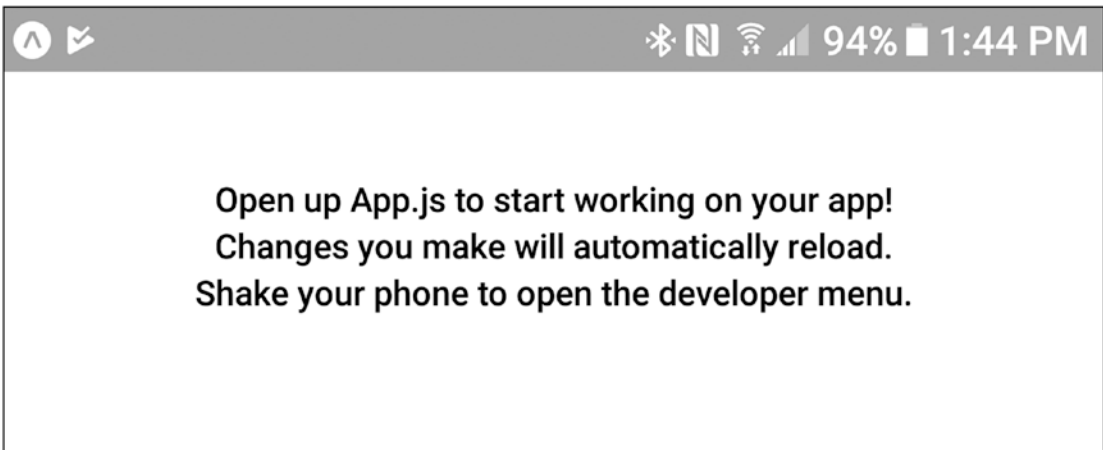 94% 1:44 PM
Open up App.js to start working on your app!
Changes you make will automatically reload.
Shake your phone to open the developer menu.